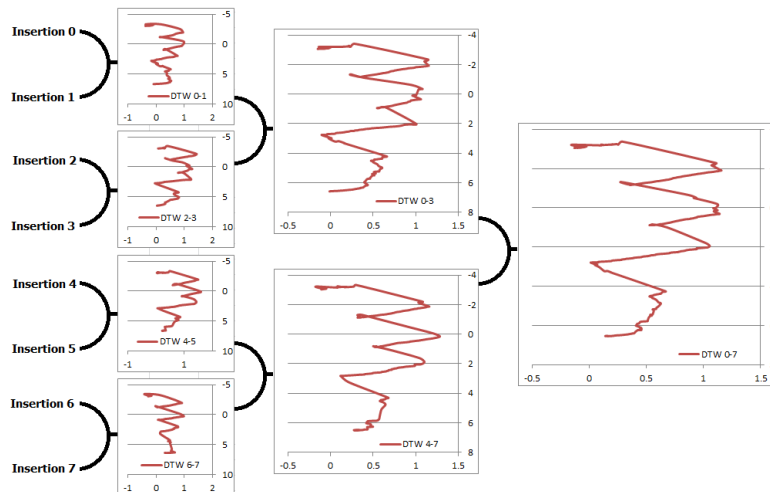 Insertion 0
Insertion 1
Insertion 2
Insertion 3
Insertion 4
Insertion 5
Insertion 6
Insertion 7
-5
0
5
10
-1 0 1 2
DTW 0-1
-5
0
5
10
-1 0 1 2
DTW 2-3
-5
0
5
10
-1 1
DTW 4-5
-5
0
5
10
-1 0 1 2
DTW 6-7
-4
-2
0
2
4
6
8
-0.5 0 0.5 1 1.5
DTW 0-3
-4
-2
0
2
4
6
8
-0.5 0 0.5 1 1.5
DTW 4-7
DTW 0-7
-0.5 0 0.5 1 1.5